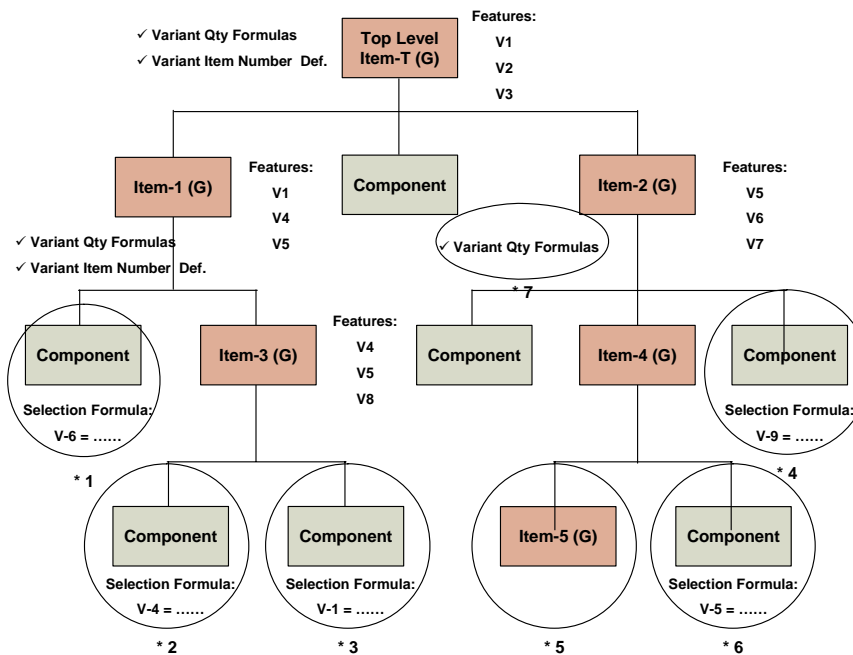 ✓ Variant Qty Formulas
✓ Variant Item Number Def.
Top Level
Item-T (G)
Features:
V1
V2
V3
Item-1 (G)
Features:
V1
V4
V5
Component
Item-2 (G)
Features:
V5
V6
V7
✓ Variant Qty Formulas
✓ Variant Item Number Def.
✓ Variant Qty Formulas
* 7
Component
Selection Formula:
V-6 = ......
* 1
Item-3 (G)
Features:
V4
V5
V8
Component
Item-4 (G)
Component
Selection Formula:
V-9 = ......
* 4
Component
Selection Formula:
V-4 = ......
* 2
Component
Selection Formula:
V-1 = ......
* 3
Item-5 (G)
* 5
Component
Selection Formula:
V-5 = ......
* 6